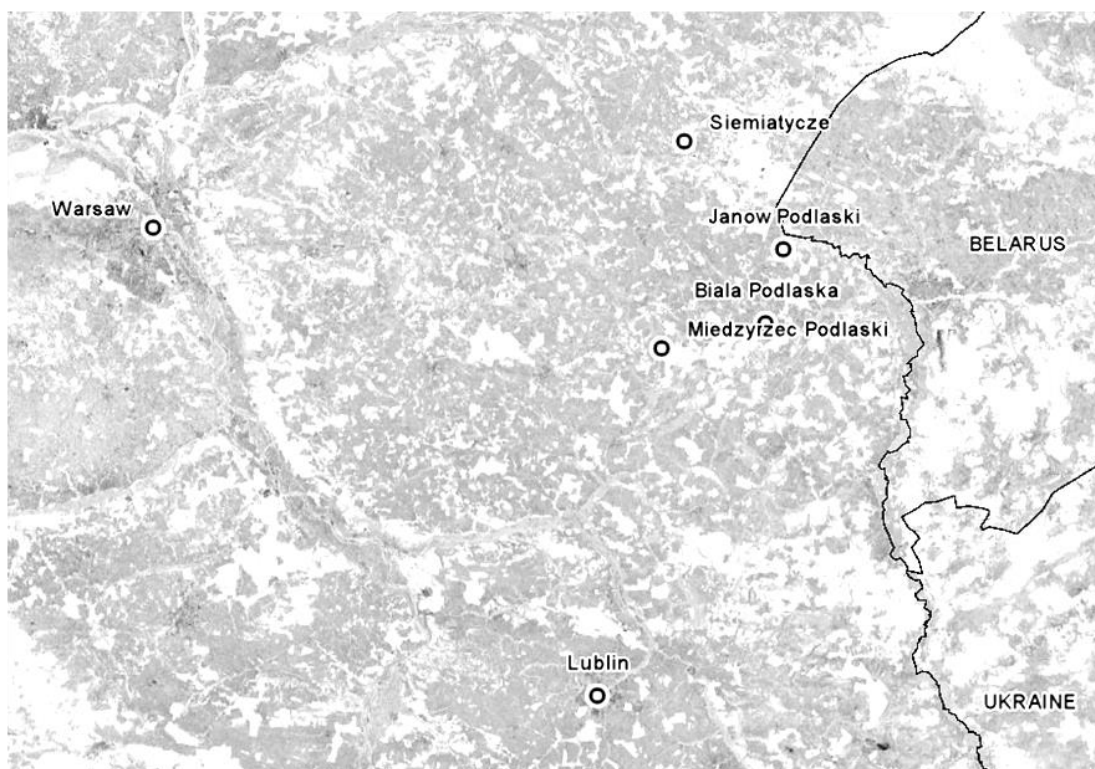 Siemiatycze
Warsaw
Janow Podlaski
BELARUS
Biala Podlaska
Miedzyrzec Podlaski
Lublin
UKRAINE